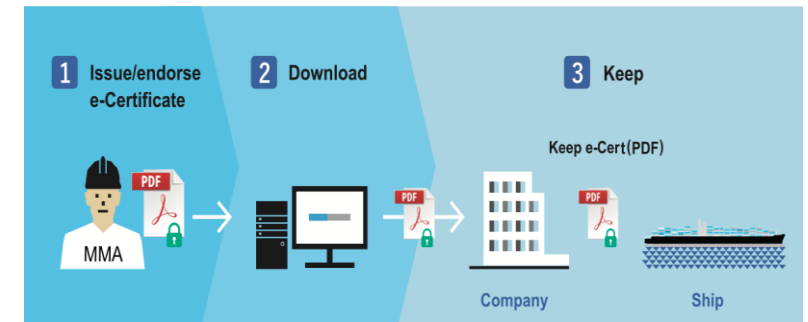 1 Issue/endorse
e-Certificate
2 Download
3 Keep
Keep e-Cert(PDF)
PDF
MMA
PDF
PDF
Company
Ship